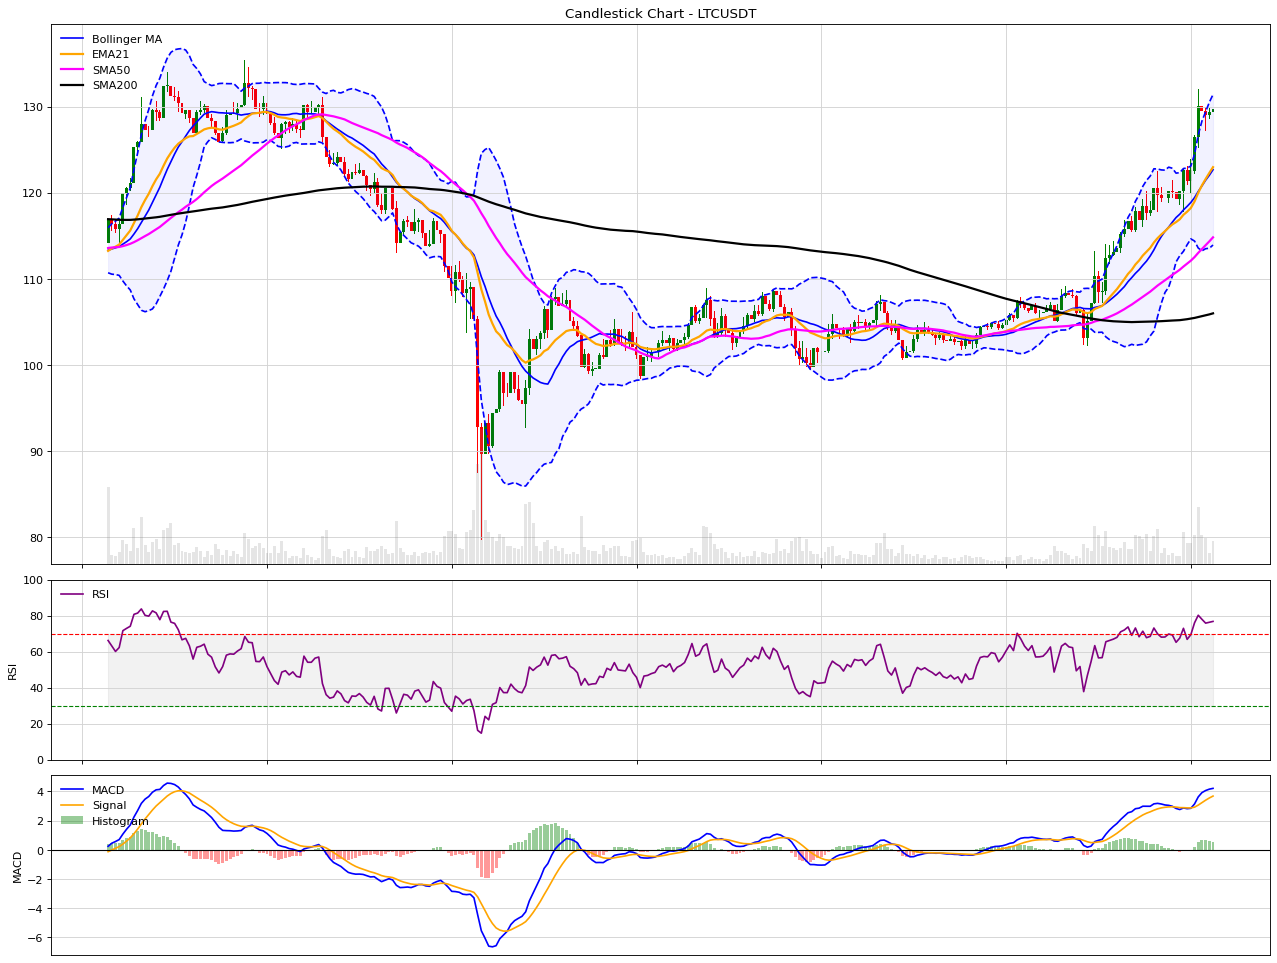 Candlestick Chart - LTCUSDT
Bollinger MA
EMA21
SMA50
SMA200
130
120
110
100
90
80
100
RSI
80
60
40
20
0
RSI
MACD
Signal
Histogram
4
2
0
−2
−4
−6
MACD